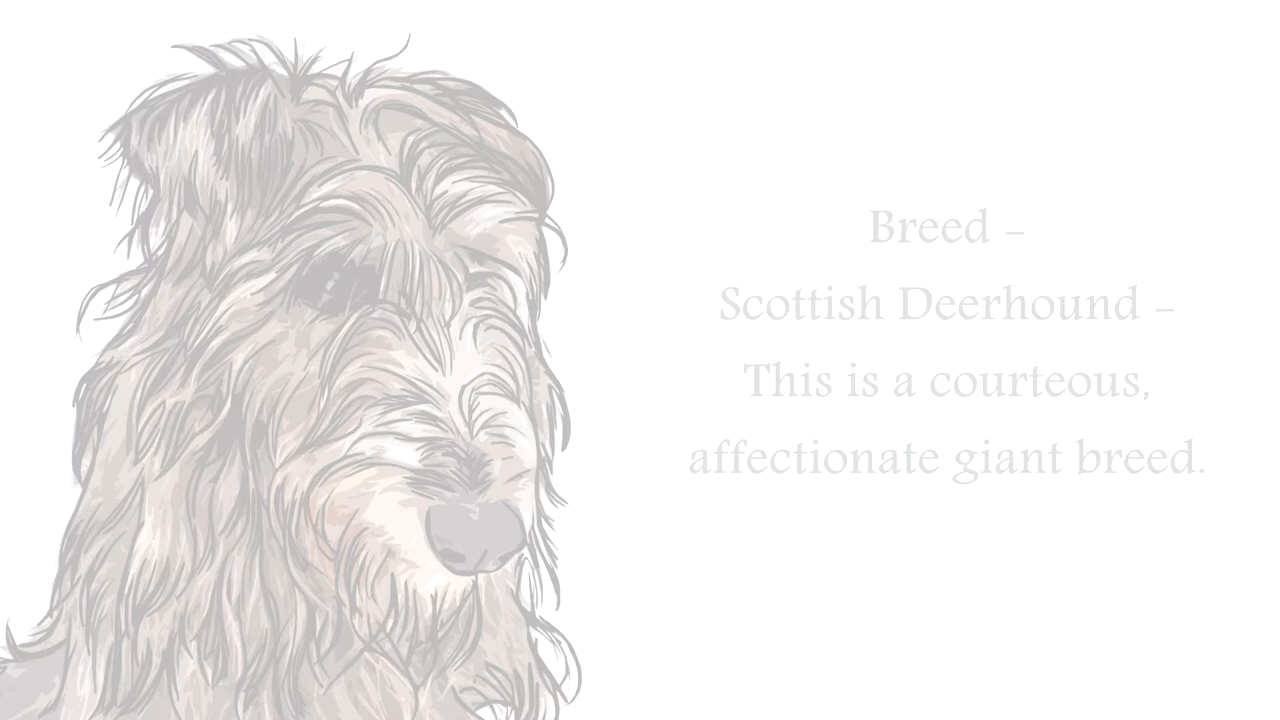 Breed –
Scottish Deerhound –
This is a courteous,
affectionate giant breed.